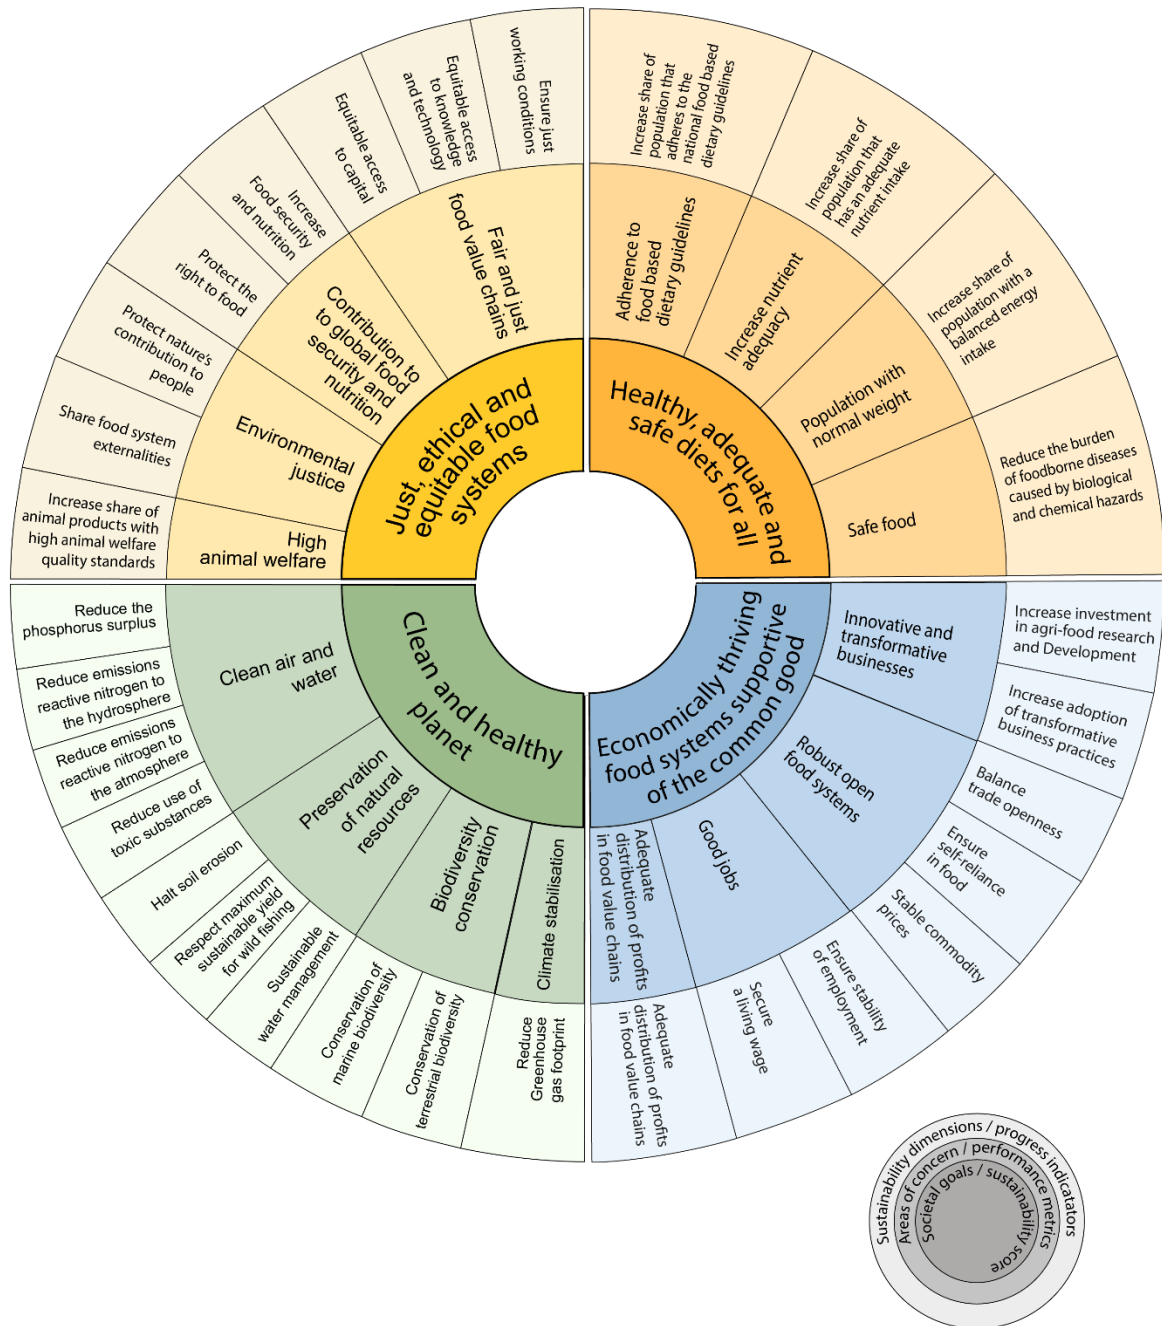 Just, ethical and
equitable food
systems
Fair and just
food value chains
Contribution to
to global food
security and
nutrition
Environmental
justice
High
animal welfare
Ensure just
working conditions
Equitable access
to knowledge
and technology
Equitable access
to capital
Increase
Food security
and nutrition
Protect the
right to food
Protect nature's
contribution to
people
Share food system
externalities
Increase share of
animal products with
high animal welfare
quality standards
Healthy, adequate and
safe diets for all
Adherence to
food based
dietary guidelines
Increase nutrient
adequacy
Population with
normal weight
Safe food
Increase share of
population that
adheres to the
national food based
dietary guidelines
Increase share of
population that
has an adequate
nutrient intake
Increase share of
population with a
balanced energy
intake
Reduce the burden
of foodborne diseases
caused by biological
and chemical hazards
Clean and healthy
planet
Clean air and
water
Preservation
of natural
resources
Biodiversity
conservation
Climate stabilisation
Reduce the
phosphorus surplus
Reduce emissions
reactive nitrogen to
the hydrosphere
Reduce emissions
reactive nitrogen to
the atmosphere
Reduce use of
toxic substances
Halt soil erosion
Respect maximum
sustainable yield
for wild fishing
Sustainable
water management
Conservation of
marine biodiversity
Conservation of
terrestrial biodiversity
Reduce
Greenhouse
gas footprint
Economically thriving
food systems supportive
of the common good
Innovative and
transformative
businesses
Robust open
food systems
Good jobs
Adequate
distribution of profits
in food value chains
Increase investment
in agri-food research
and Development
Increase adoption
of transformative
business practices
Balance
trade openness
Ensure
self-reliance
in food
Stable commodity
prices
Ensure stability
of employment
Secure
a living wage
Adequate
distribution of profits
in food value chains
Sustainability dimensions / progress indicatators
Areas of concern / performance metrics
Societal goals / sustainability score